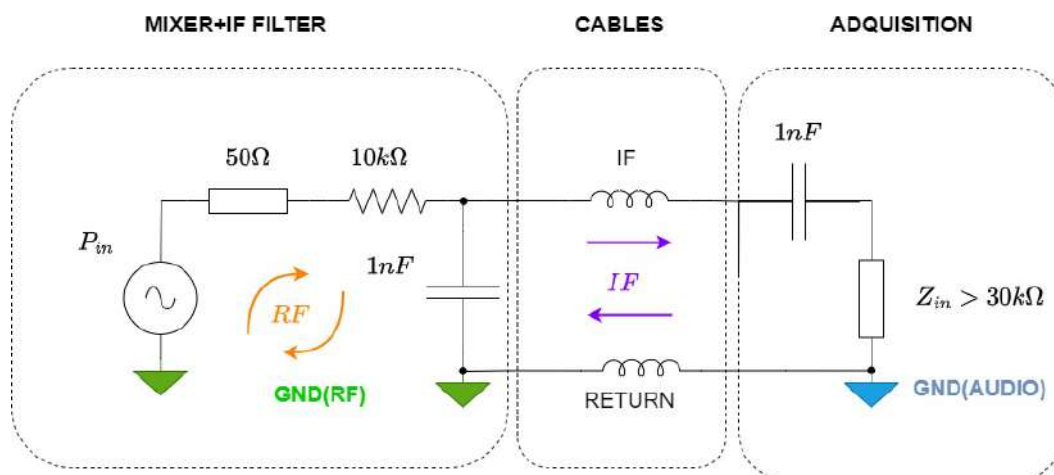 MIXER+IF FILTER
CABLES
ADQUISITION
1nF
50Ω
10kΩ
IF
P_in
1nF
RF
IF
Z_in > 30kΩ
GND(RF)
RETURN
GND(AUDIO)